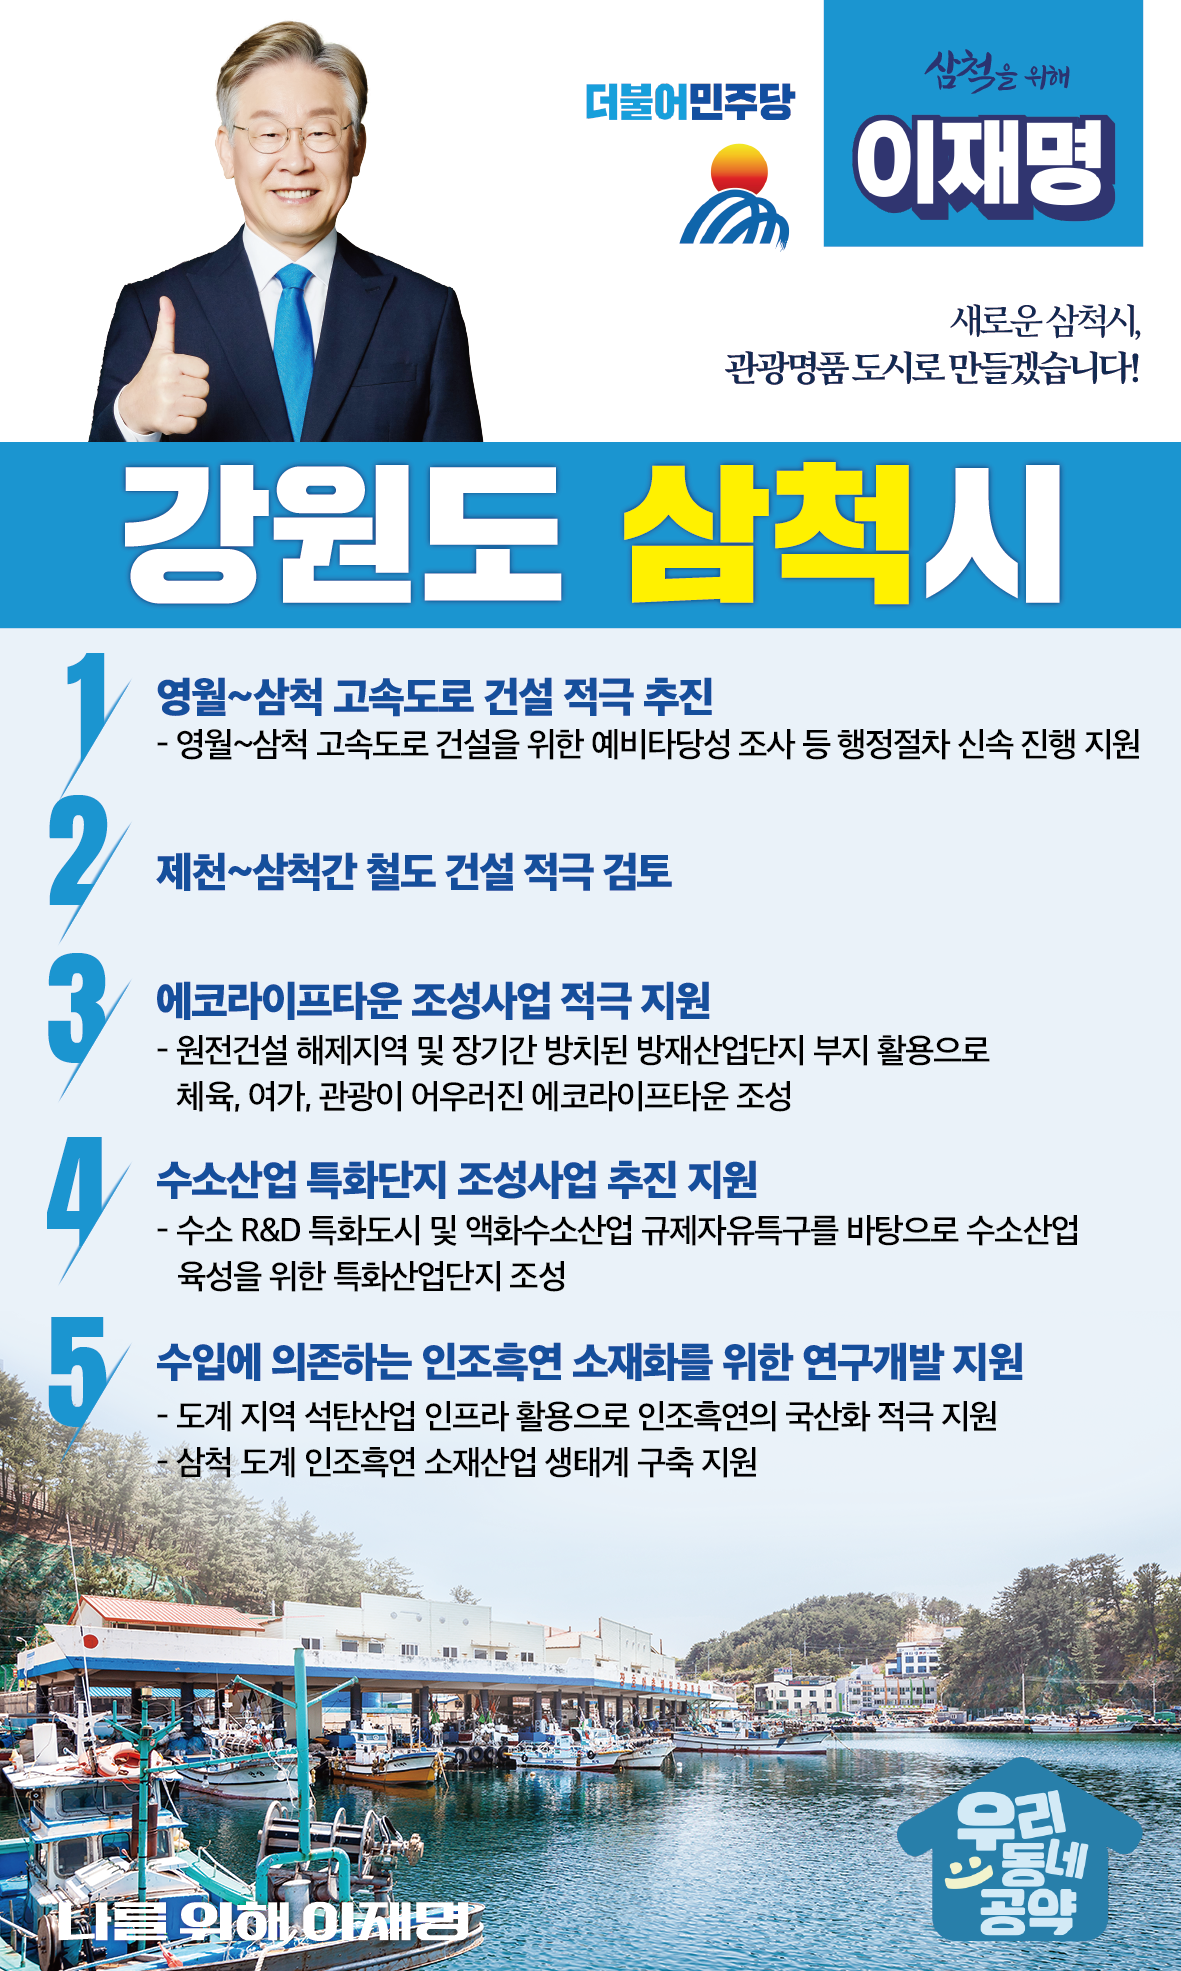 더불어민주당
삼척을 위해
이재명
새로운 삼척시,
관광명품 도시로 만들겠습니다!
강원도 삼척시
1
영월~삼척 고속도로 건설 적극 추진
- 영월~삼척 고속도로 건설을 위한 예비타당성 조사 등 행정절차 신속 진행 지원
2
제천~삼척간 철도 건설 적극 검토
3
에코라이프타운 조성사업 적극 지원
- 원전건설 해제지역 및 장기간 방치된 방재산업단지 부지 활용으로
체육, 여가, 관광이 어우러진 에코라이프타운 조성
4
수소산업 특화단지 조성사업 추진 지원
- 수소 R&D 특화도시 및 액화수소산업 규제자유특구를 바탕으로 수소산업
육성을 위한 특화산업단지 조성
5
수입에 의존하는 인조흑연 소재화를 위한 연구개발 지원
- 도계 지역 석탄산업 인프라 활용으로 인조흑연의 국산화 적극 지원
- 삼척 도계 인조흑연 소재산업 생태계 구축 지원
우리
동네
공약
나를 위해 이재명